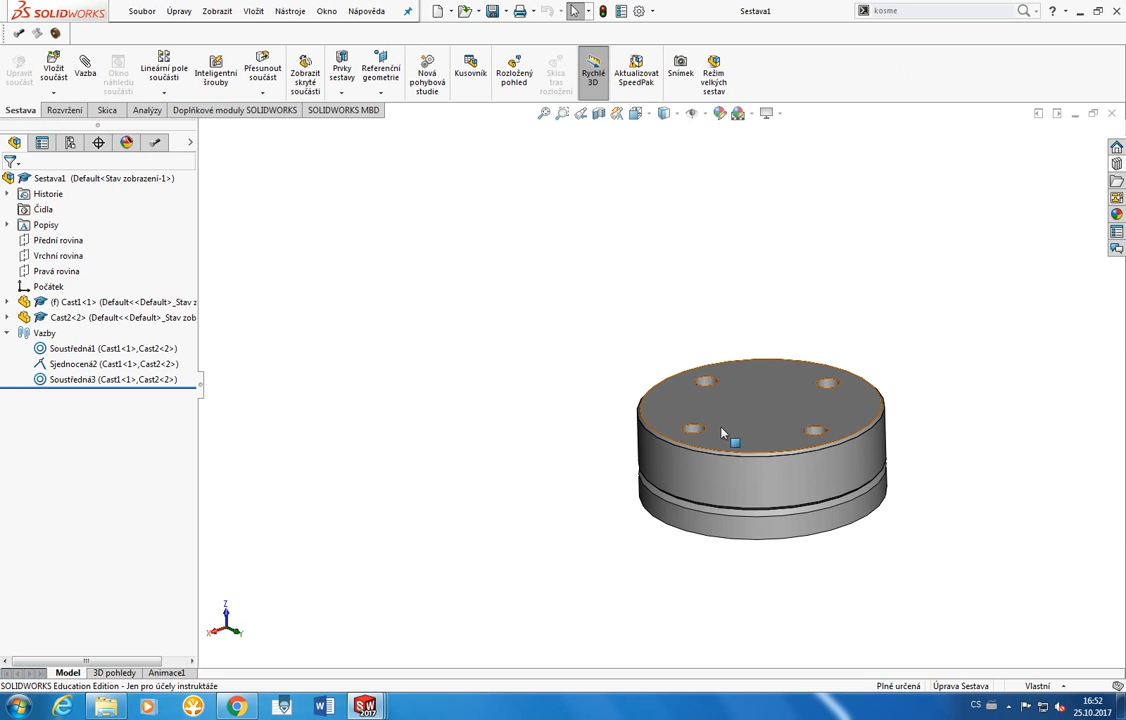 SOLIDWORKS
Soubor Úpravy Zobrazit Vložit Nástroje Okno Nápověda
Sestava1
kosme
Upravit součást
Vložit součást
Vazba
Okno náhledu součásti
Lineární pole součásti
Inteligentní šrouby
Přesunout součást
Zobrazit skryté součásti
Prvky sestavy
Referenční geometrie
Nová pohybová studie
Kusovník
Rozložený pohled
Skica tras rozložení
Rychlé 3D
Aktualizovat SpeedPak
Snímek
Režim velkých sestav
Sestava Rozvržení Skica Analýzy Doplňkové moduly SOLIDWORKS SOLIDWORKS MBD
Sestava1 (Default<Stav zobrazení-1>)
Historie
Čidla
Popisy
Přední rovina
Vrchní rovina
Pravá rovina
Počátek
(f) Cast1<1> (Default<<Default>_Stav z
Cast2<2> (Default<<Default>_Stav zob
Vazby
Soustředná1 (Cast1<1>,Cast2<2>)
Sjednocená2 (Cast1<1>,Cast2<2>)
Soustředná3 (Cast1<1>,Cast2<2>)
Z
X
Y
Model 3D pohledy Animace1
SOLIDWORKS Education Edition - Jen pro účely instruktáže
Plně určená Úprava Sestava Vlastní
SW 2017
CS
16:52
25.10.2017